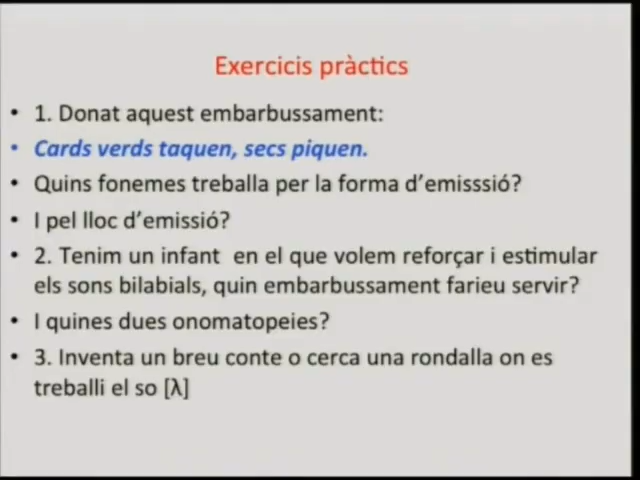 Exercicis pràctics
• 1. Donat aquest embarbussament:
• Cards verds taquen, secs piquen.
• Quins fonemes treballa per la forma d'emisssió?
• I pel lloc d'emissió?
• 2. Tenim un infant en el que volem reforçar i estimular
els sons bilabials, quin embarbussament farieu servir?
• I quines dues onomatopeies?
• 3. Inventa un breu conte o cerca una rondalla on es
treballi el so [λ]